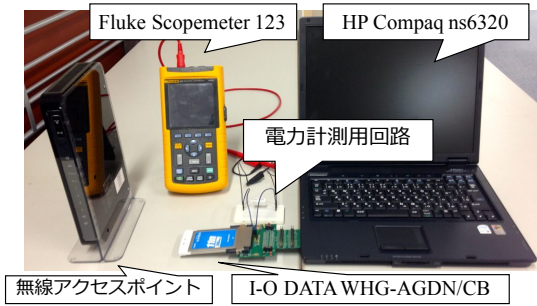 Fluke Scopemeter 123
HP Compaq ns6320
電力計測用回路
無線アクセスポイント
I-O DATA WHG-AGDN/CB